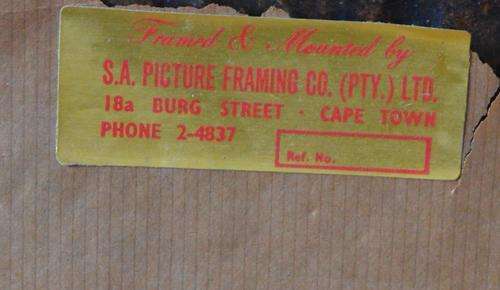 Framed & Mounted by
S.A. PICTURE FRAMING CO. (PTY.) LTD.
18a BURG STREET · CAPE TOWN
PHONE 2-4837
Ref. No.